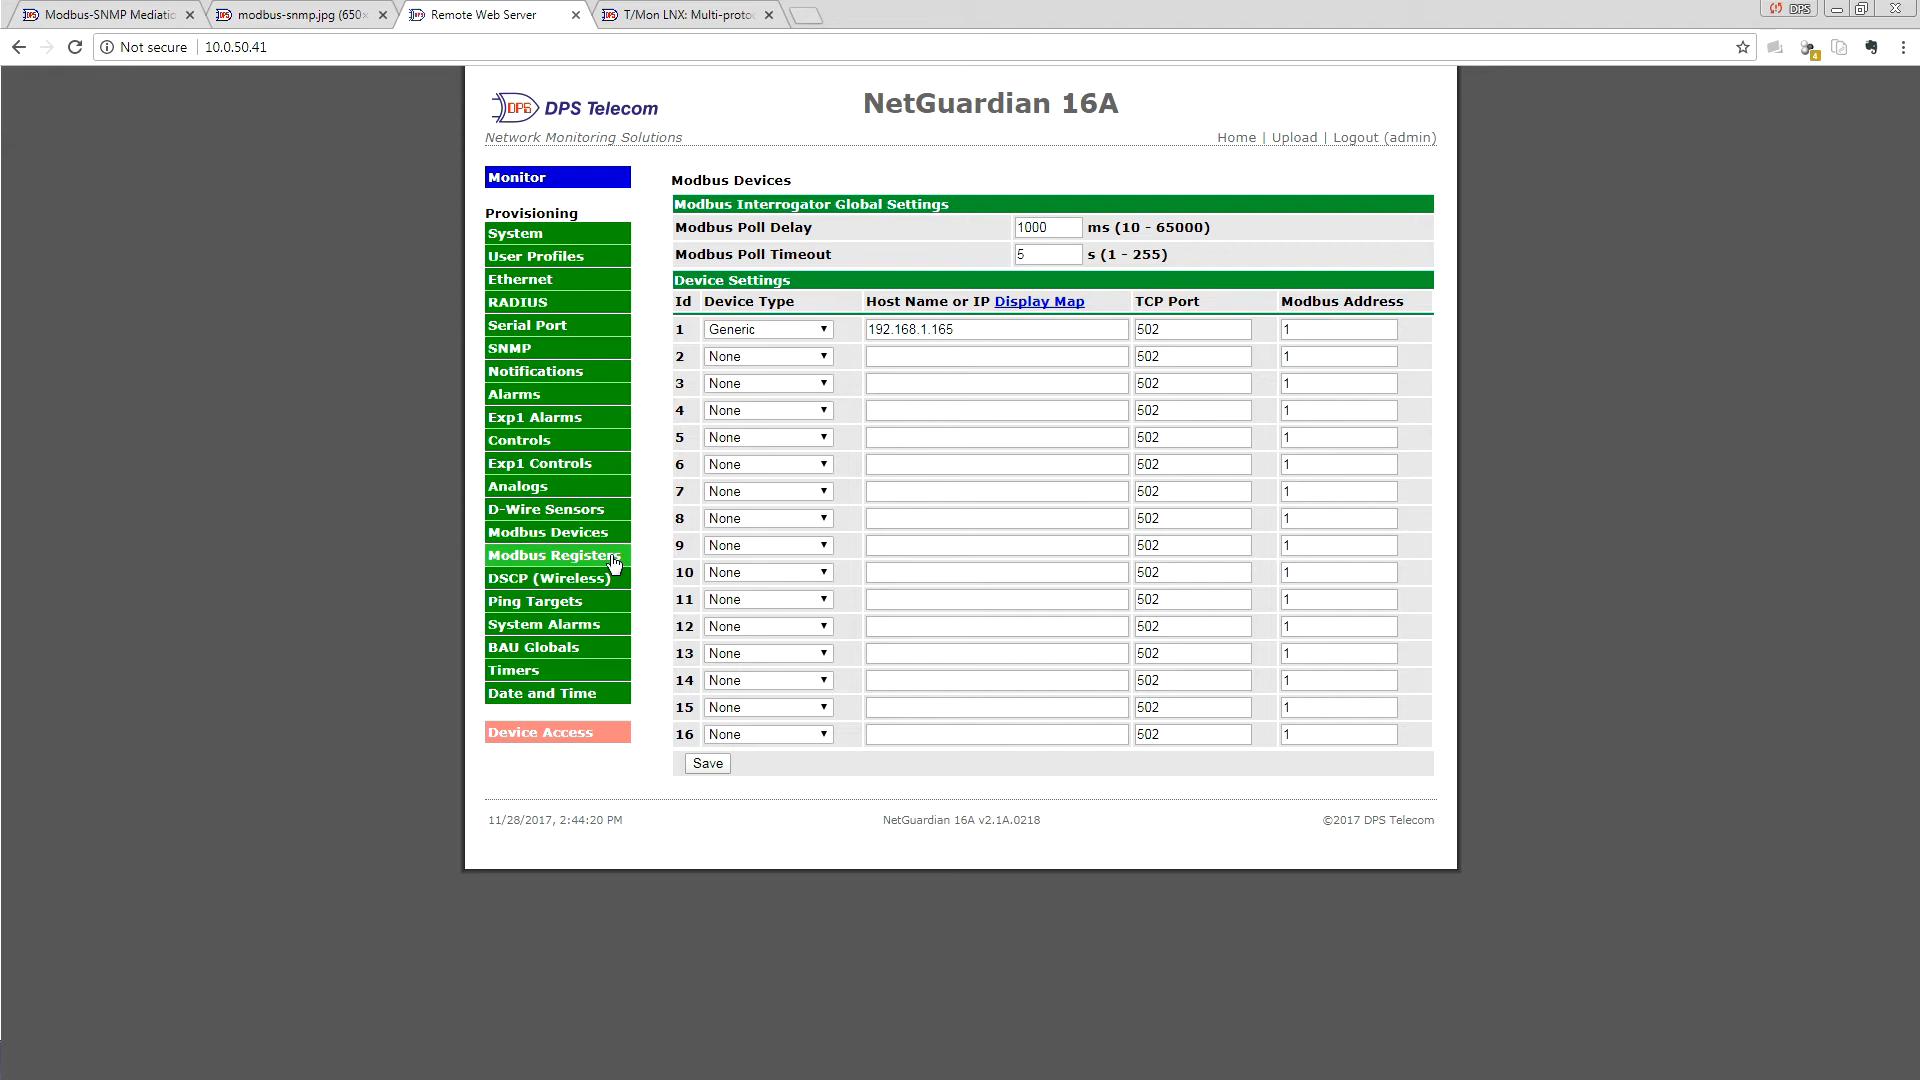 Modbus-SNMP Mediatic
modbus-snmp.jpg (650×
Remote Web Server
T/Mon LNX: Multi-proto
DPS
Not secure | 10.0.50.41
4
DPS DPS Telecom
Network Monitoring Solutions
NetGuardian 16A
Home | Upload | Logout (admin)
Monitor
Provisioning
System
User Profiles
Ethernet
RADIUS
Serial Port
SNMP
Notifications
Alarms
Exp1 Alarms
Controls
Exp1 Controls
Analogs
D-Wire Sensors
Modbus Devices
Modbus Registers
DSCP (Wireless)
Ping Targets
System Alarms
BAU Globals
Timers
Date and Time
Device Access
Modbus Devices
Modbus Interrogator Global Settings
Modbus Poll Delay 1000 ms (10 - 65000)
Modbus Poll Timeout 5 s (1 - 255)
Device Settings
Id Device Type Host Name or IP Display Map TCP Port Modbus Address
1 Generic 192.168.1.165 502 1
2 None 502 1
3 None 502 1
4 None 502 1
5 None 502 1
6 None 502 1
7 None 502 1
8 None 502 1
9 None 502 1
10 None 502 1
11 None 502 1
12 None 502 1
13 None 502 1
14 None 502 1
15 None 502 1
16 None 502 1
Save
11/28/2017, 2:44:20 PM
NetGuardian 16A v2.1A.0218
©2017 DPS Telecom